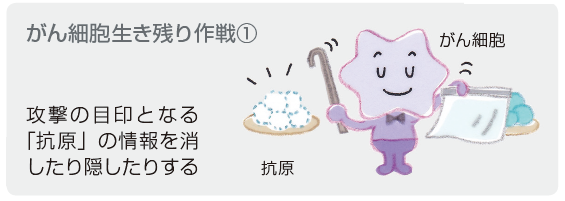 がん細胞生き残り作戦①
がん細胞
攻撃の目印となる
「抗原」の情報を消
したり隠したりする
抗原